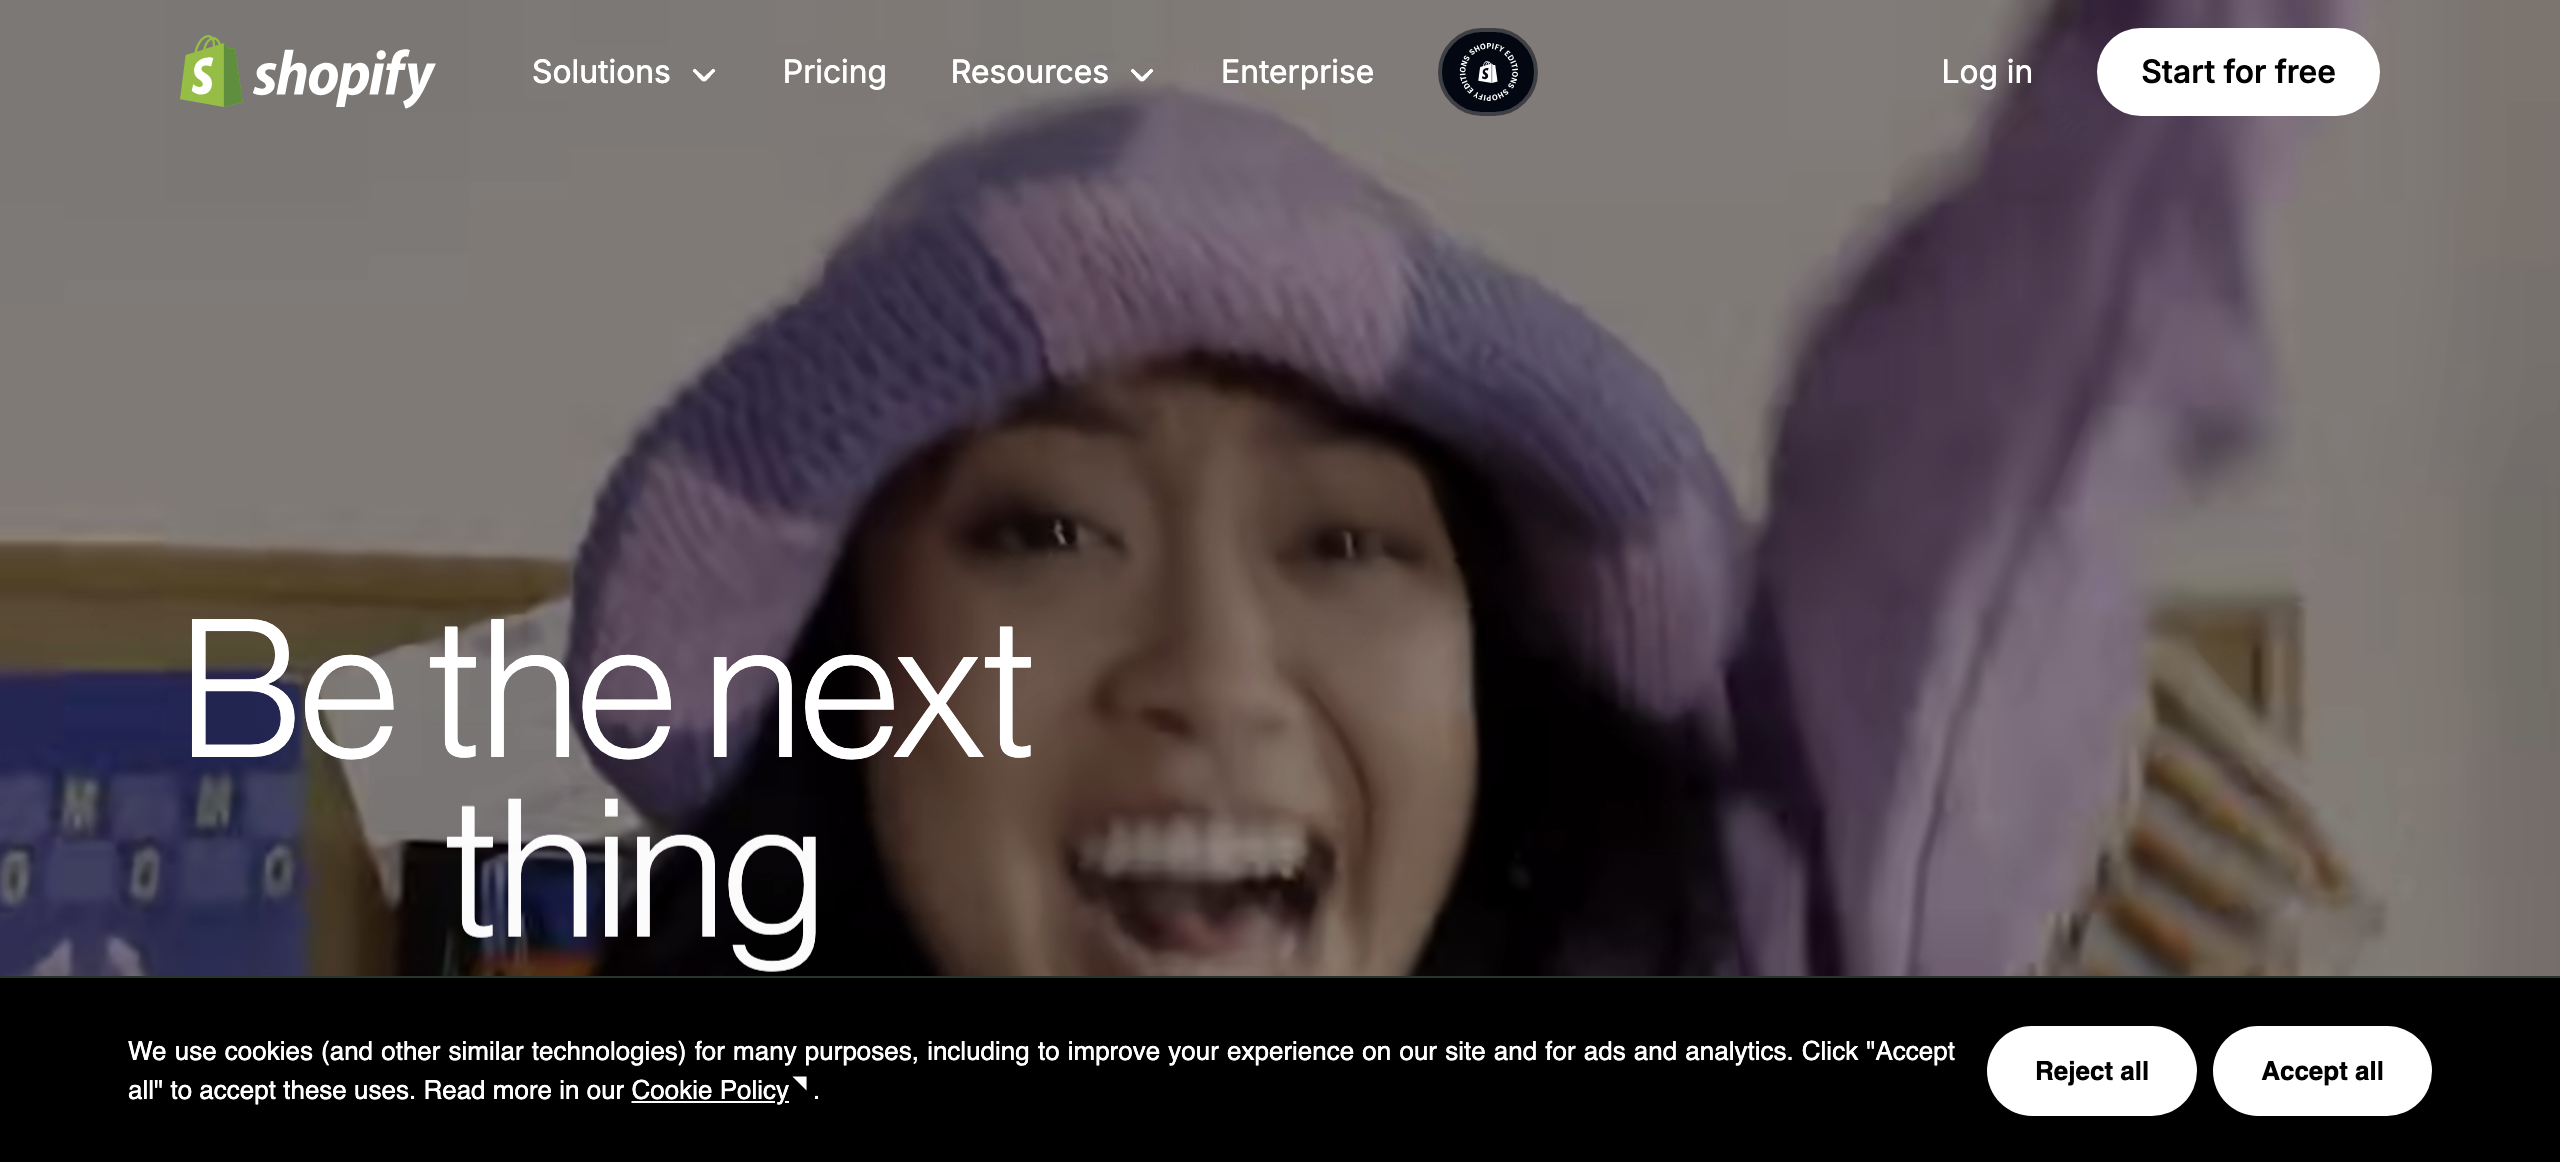 shopify
Solutions
Pricing
Resources
Enterprise
SHOPIFY EDITIONS SHOPIFY EDITIONS
Log in
Start for free
Be the next
thing
M M
O O O
We use cookies (and other similar technologies) for many purposes, including to improve your experience on our site and for ads and analytics. Click "Accept
all" to accept these uses. Read more in our Cookie Policy.
Reject all
Accept all